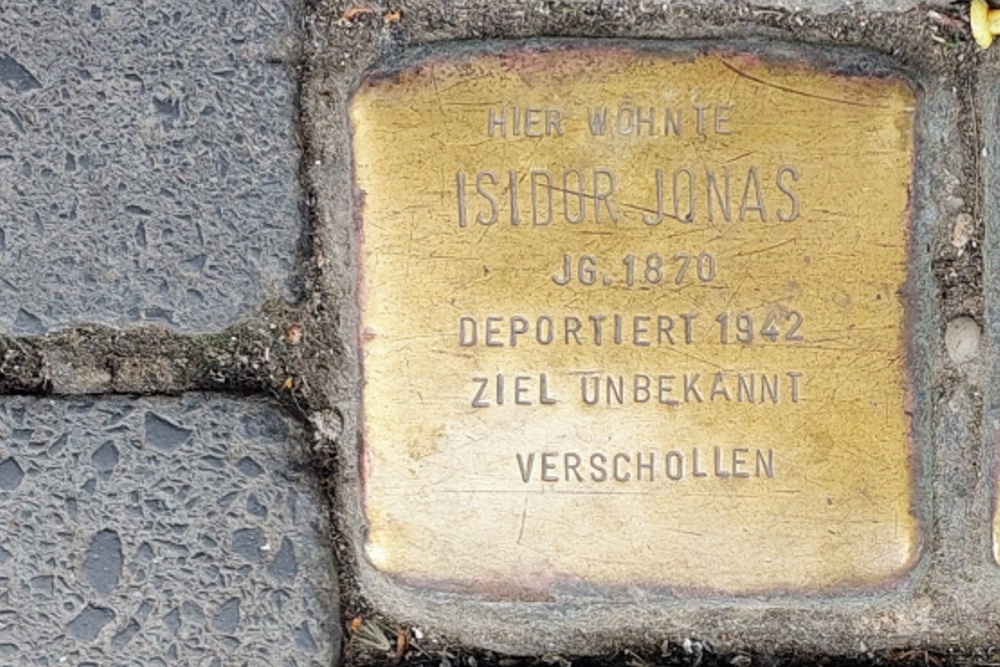 HIER WOHNTE
ISIDOR JONAS
JG. 1870
DEPORTIERT 1942
ZIEL UNBEKANNT
VERSCHOLLEN